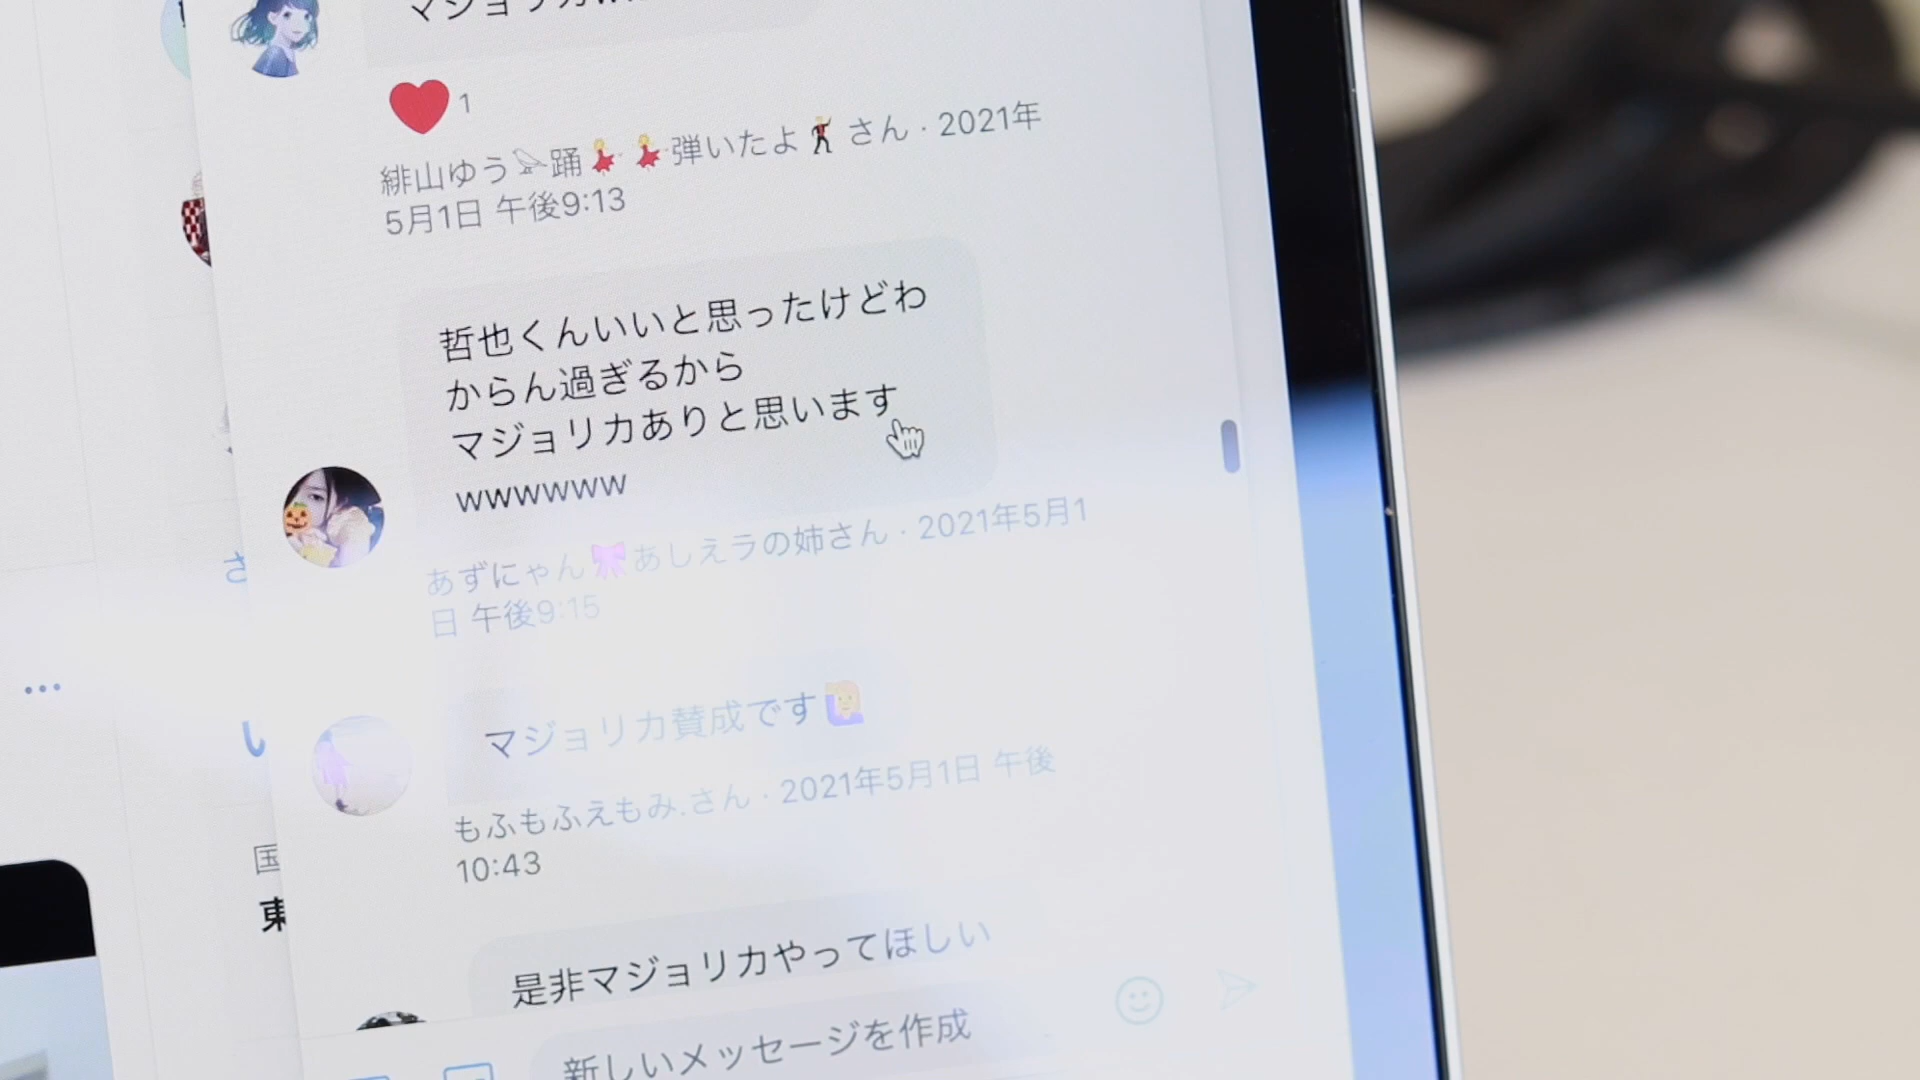 マジョリカw
1
緋山ゆう踊💃💃弾いたよ🕺さん · 2021年
5月1日 午後9:13
哲也くんいいと思ったけどわ
からん過ぎるから
マジョリカありと思います
wwwwww
あずにゃん🎀あしえラの姉さん · 2021年5月1
日 午後9:15
さ
...
い
マジョリカ賛成です🙋
もふもふえもみ.さん · 2021年5月1日 午後
10:43
国
東
是非マジョリカやってほしい
新しいメッセージを作成